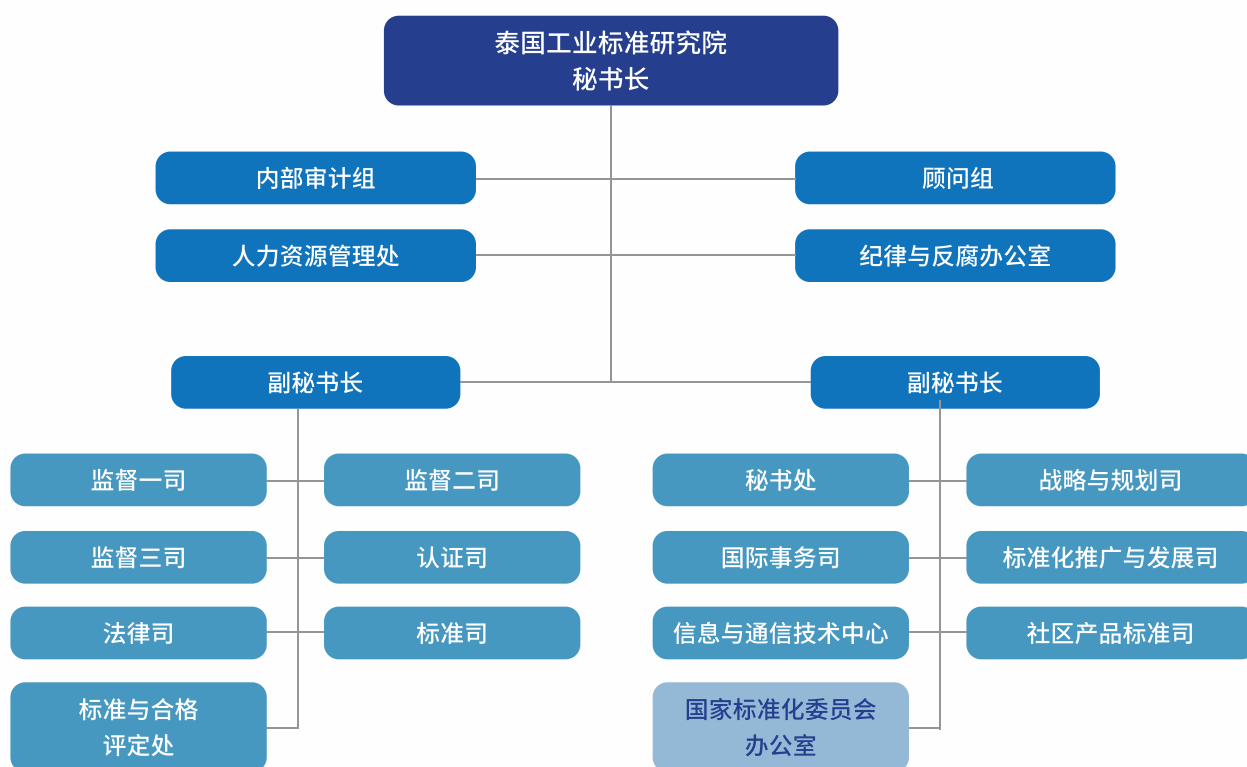 泰国工业标准研究院
秘书长
内部审计组
顾问组
人力资源管理处
纪律与反腐办公室
副秘书长
副秘书长
监督一司
监督二司
秘书处
战略与规划司
监督三司
认证司
国际事务司
标准化推广与发展司
法律司
标准司
信息与通信技术中心
社区产品标准司
标准与合格
评定处
国家标准化委员会
办公室